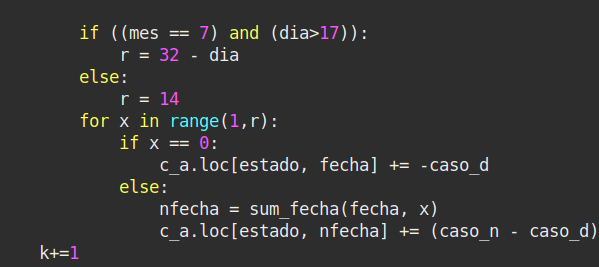 if ((mes == 7) and (dia>17)):
r = 32 - dia
else:
r = 14
for x in range(1,r):
if x == 0:
c_a.loc[estado, fecha] += -caso_d
else:
nfecha = sum_fecha(fecha, x)
c_a.loc[estado, nfecha] += (caso_n - caso_d)
k+=1